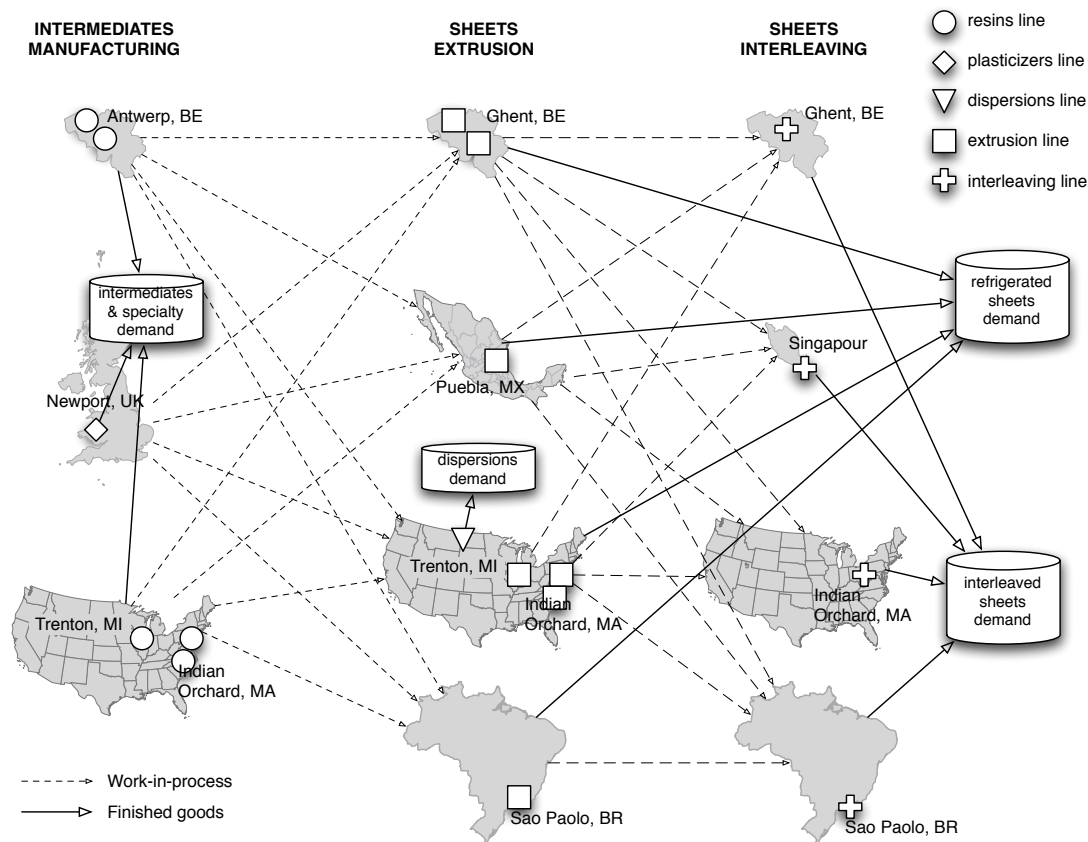 INTERMEDIATES
MANUFACTURING
SHEETS
EXTRUSION
SHEETS
INTERLEAVING
resins line
plasticizers line
dispersions line
extrusion line
interleaving line
Antwerp, BE
Ghent, BE
Ghent, BE
intermediates
& specialty
demand
refrigerated
sheets
demand
Newport, UK
Puebla, MX
Singapour
dispersions
demand
Trenton, MI
Indian
Orchard, MA
Indian
Orchard, MA
interleaved
sheets
demand
Trenton, MI
Indian
Orchard, MA
Work-in-process
Finished goods
Sao Paolo, BR
Sao Paolo, BR